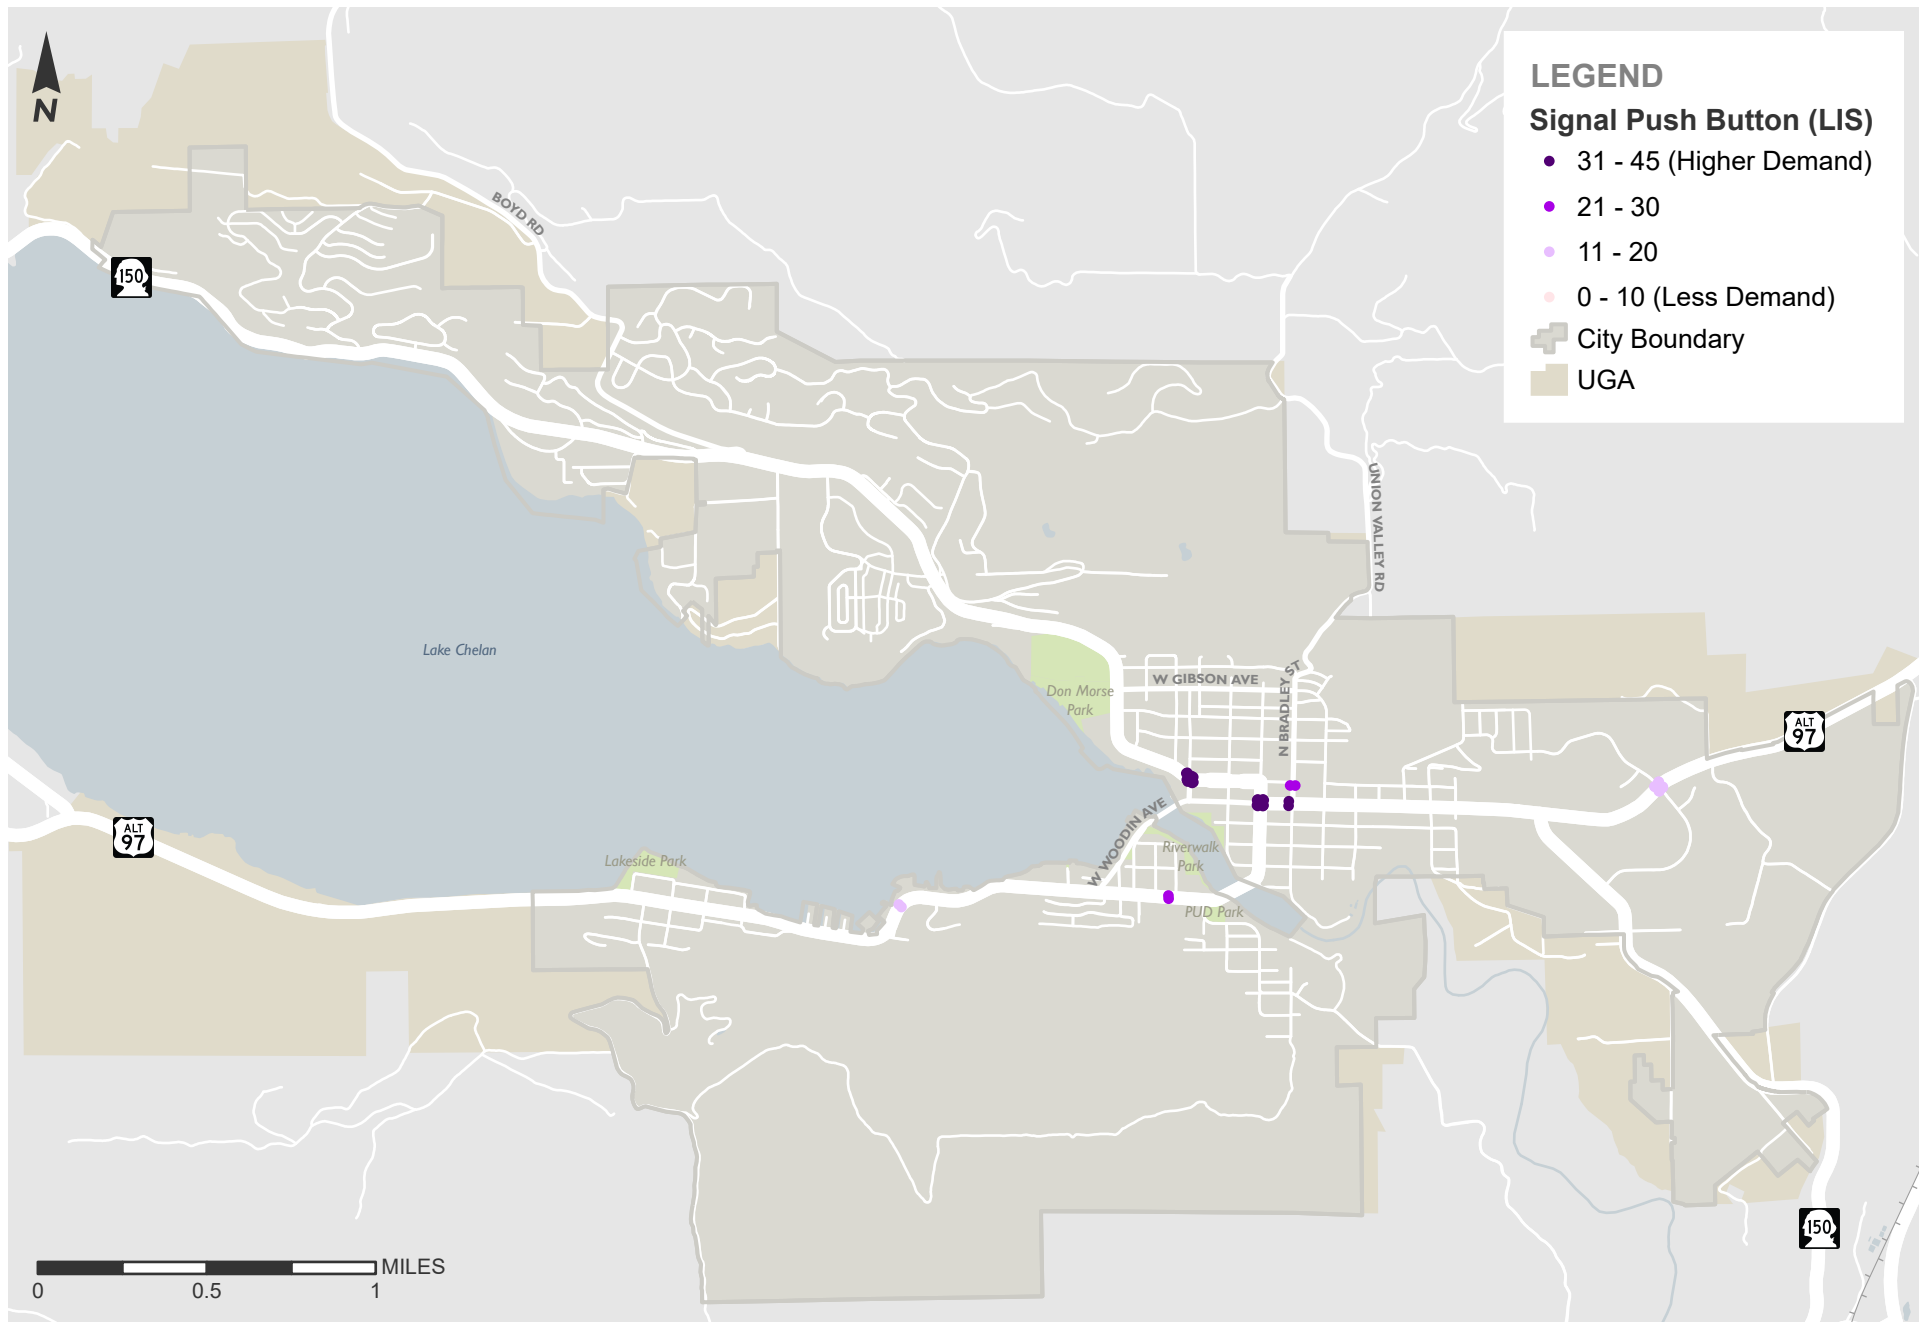 N
LEGEND
Signal Push Button (LIS)
31 - 45 (Higher Demand)
21 - 30
11 - 20
0 - 10 (Less Demand)
City Boundary
UGA
BOYD RD
150
UNION VALLEY RD
Lake Chelan
W GIBSON AVE
N BRADLEY ST
Don Morse
Park
ALT
97
W WOODIN AVE
ALT
97
Lakeside Park
Riverwalk
Park
PUD Park
150
MILES
0 0.5 1